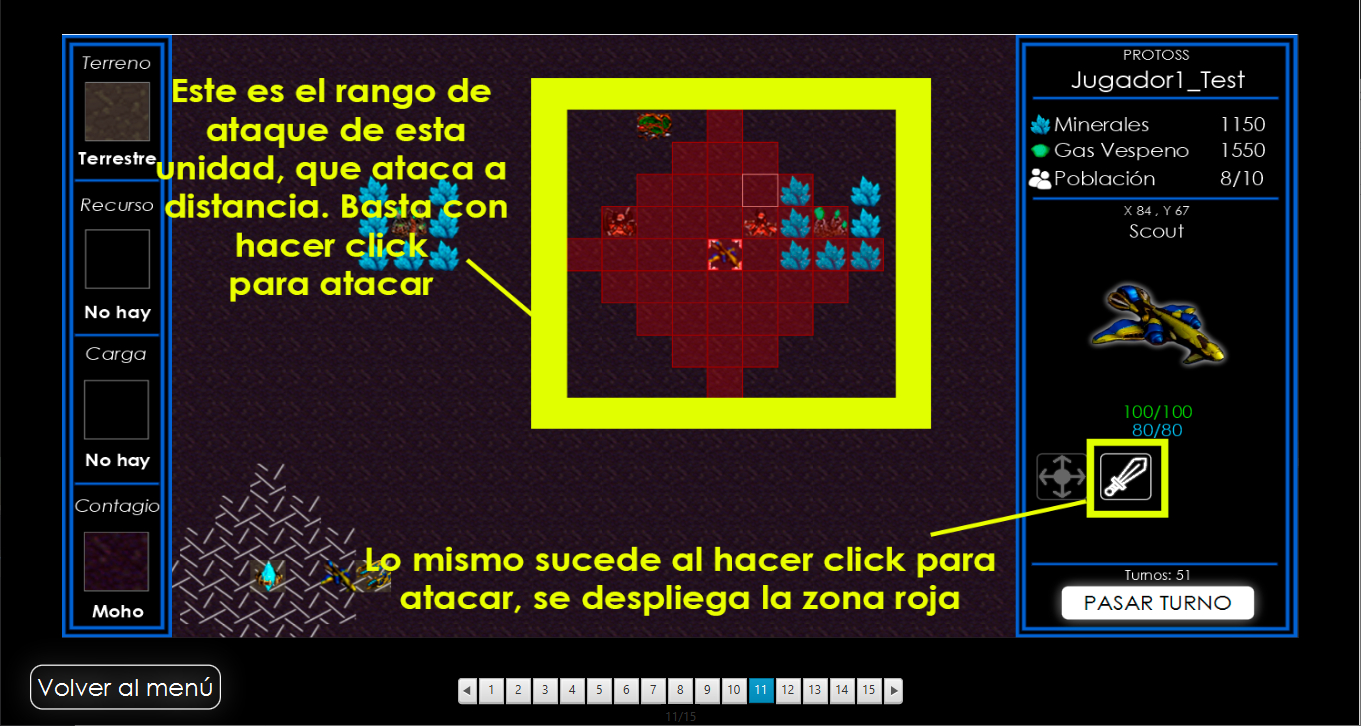 Terreno
Terrestre
Recurso
No hay
Carga
No hay
Contagio
Moho
Este es el rango de
ataque de esta
unidad, que ataca a
distancia. Basta con
hacer click
para atacar
Lo mismo sucede al hacer click para
atacar, se despliega la zona roja
PROTOSS
Jugador1_Test
Minerales 1150
Gas Vespeno 1550
Población 8/10
X 84 , Y 67
Scout
100/100
80/80
Turnos: 51
PASAR TURNO
Volver al menú
1 2 3 4 5 6 7 8 9 10 11 12 13 14 15
11/15